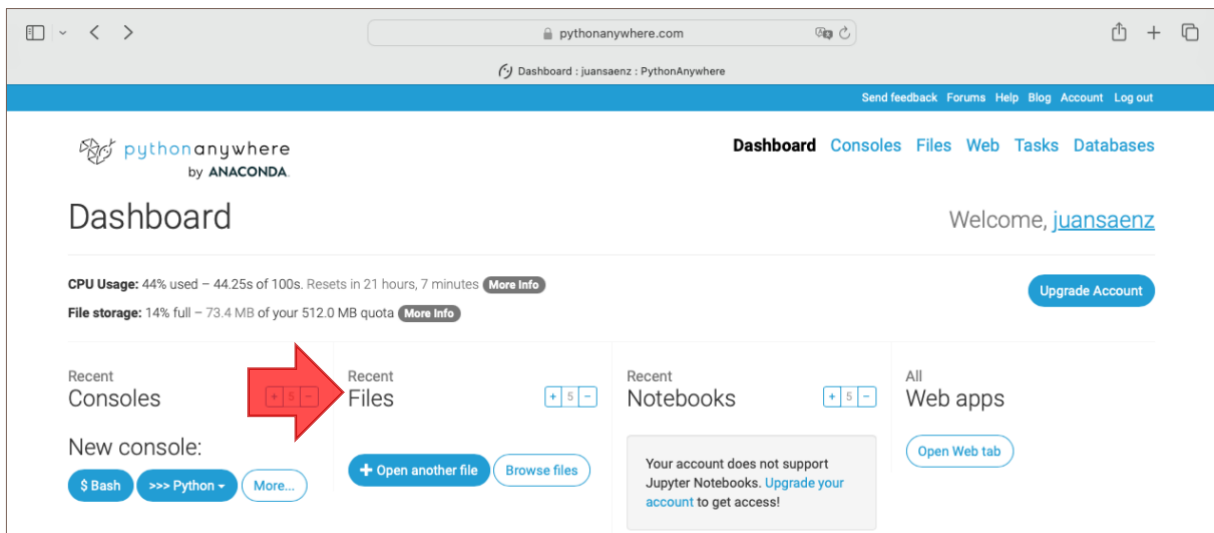 pythonanywhere.com
Dashboard : juansaenz : PythonAnywhere
Send feedback Forums Help Blog Account Log out
pythonanywhere
by ANACONDA.
Dashboard Consoles Files Web Tasks Databases
Dashboard
Welcome, juansaenz
CPU Usage: 44% used – 44.25s of 100s. Resets in 21 hours, 7 minutes More Info
File storage: 14% full – 73.4 MB of your 512.0 MB quota More Info
Upgrade Account
Recent
Consoles
+ 5 -
New console:
$ Bash
>>> Python
More...
Recent
Files
+ 5 -
+ Open another file
Browse files
Recent
Notebooks
+ 5 -
Your account does not support
Jupyter Notebooks. Upgrade your
account to get access!
All
Web apps
Open Web tab